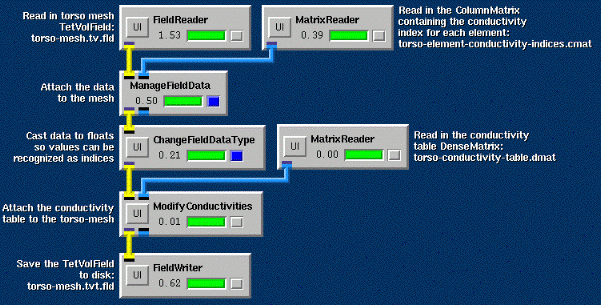 Read in torso mesh
TetVolField:
torso-mesh.tv.fld
UI
FieldReader
1.53
UI
MatrixReader
0.39
Read in the ColumnMatrix
containing the conductivity
index for each element:
torso-element-conductivity-indices.cmat
Attach the data
to the mesh
UI
ManageFieldData
0.50
Cast data to floats
so values can be
recognized as indices
UI
ChangeFieldDataType
0.21
UI
MatrixReader
0.00
Read in the conductivity
table DenseMatrix:
torso-conductivity-table.dmat
Attach the conductivity
table to the torso-mesh
UI
ModifyConductivities
0.01
Save the TetVolField
to disk:
torso-mesh.tvt.fld
UI
FieldWriter
0.62